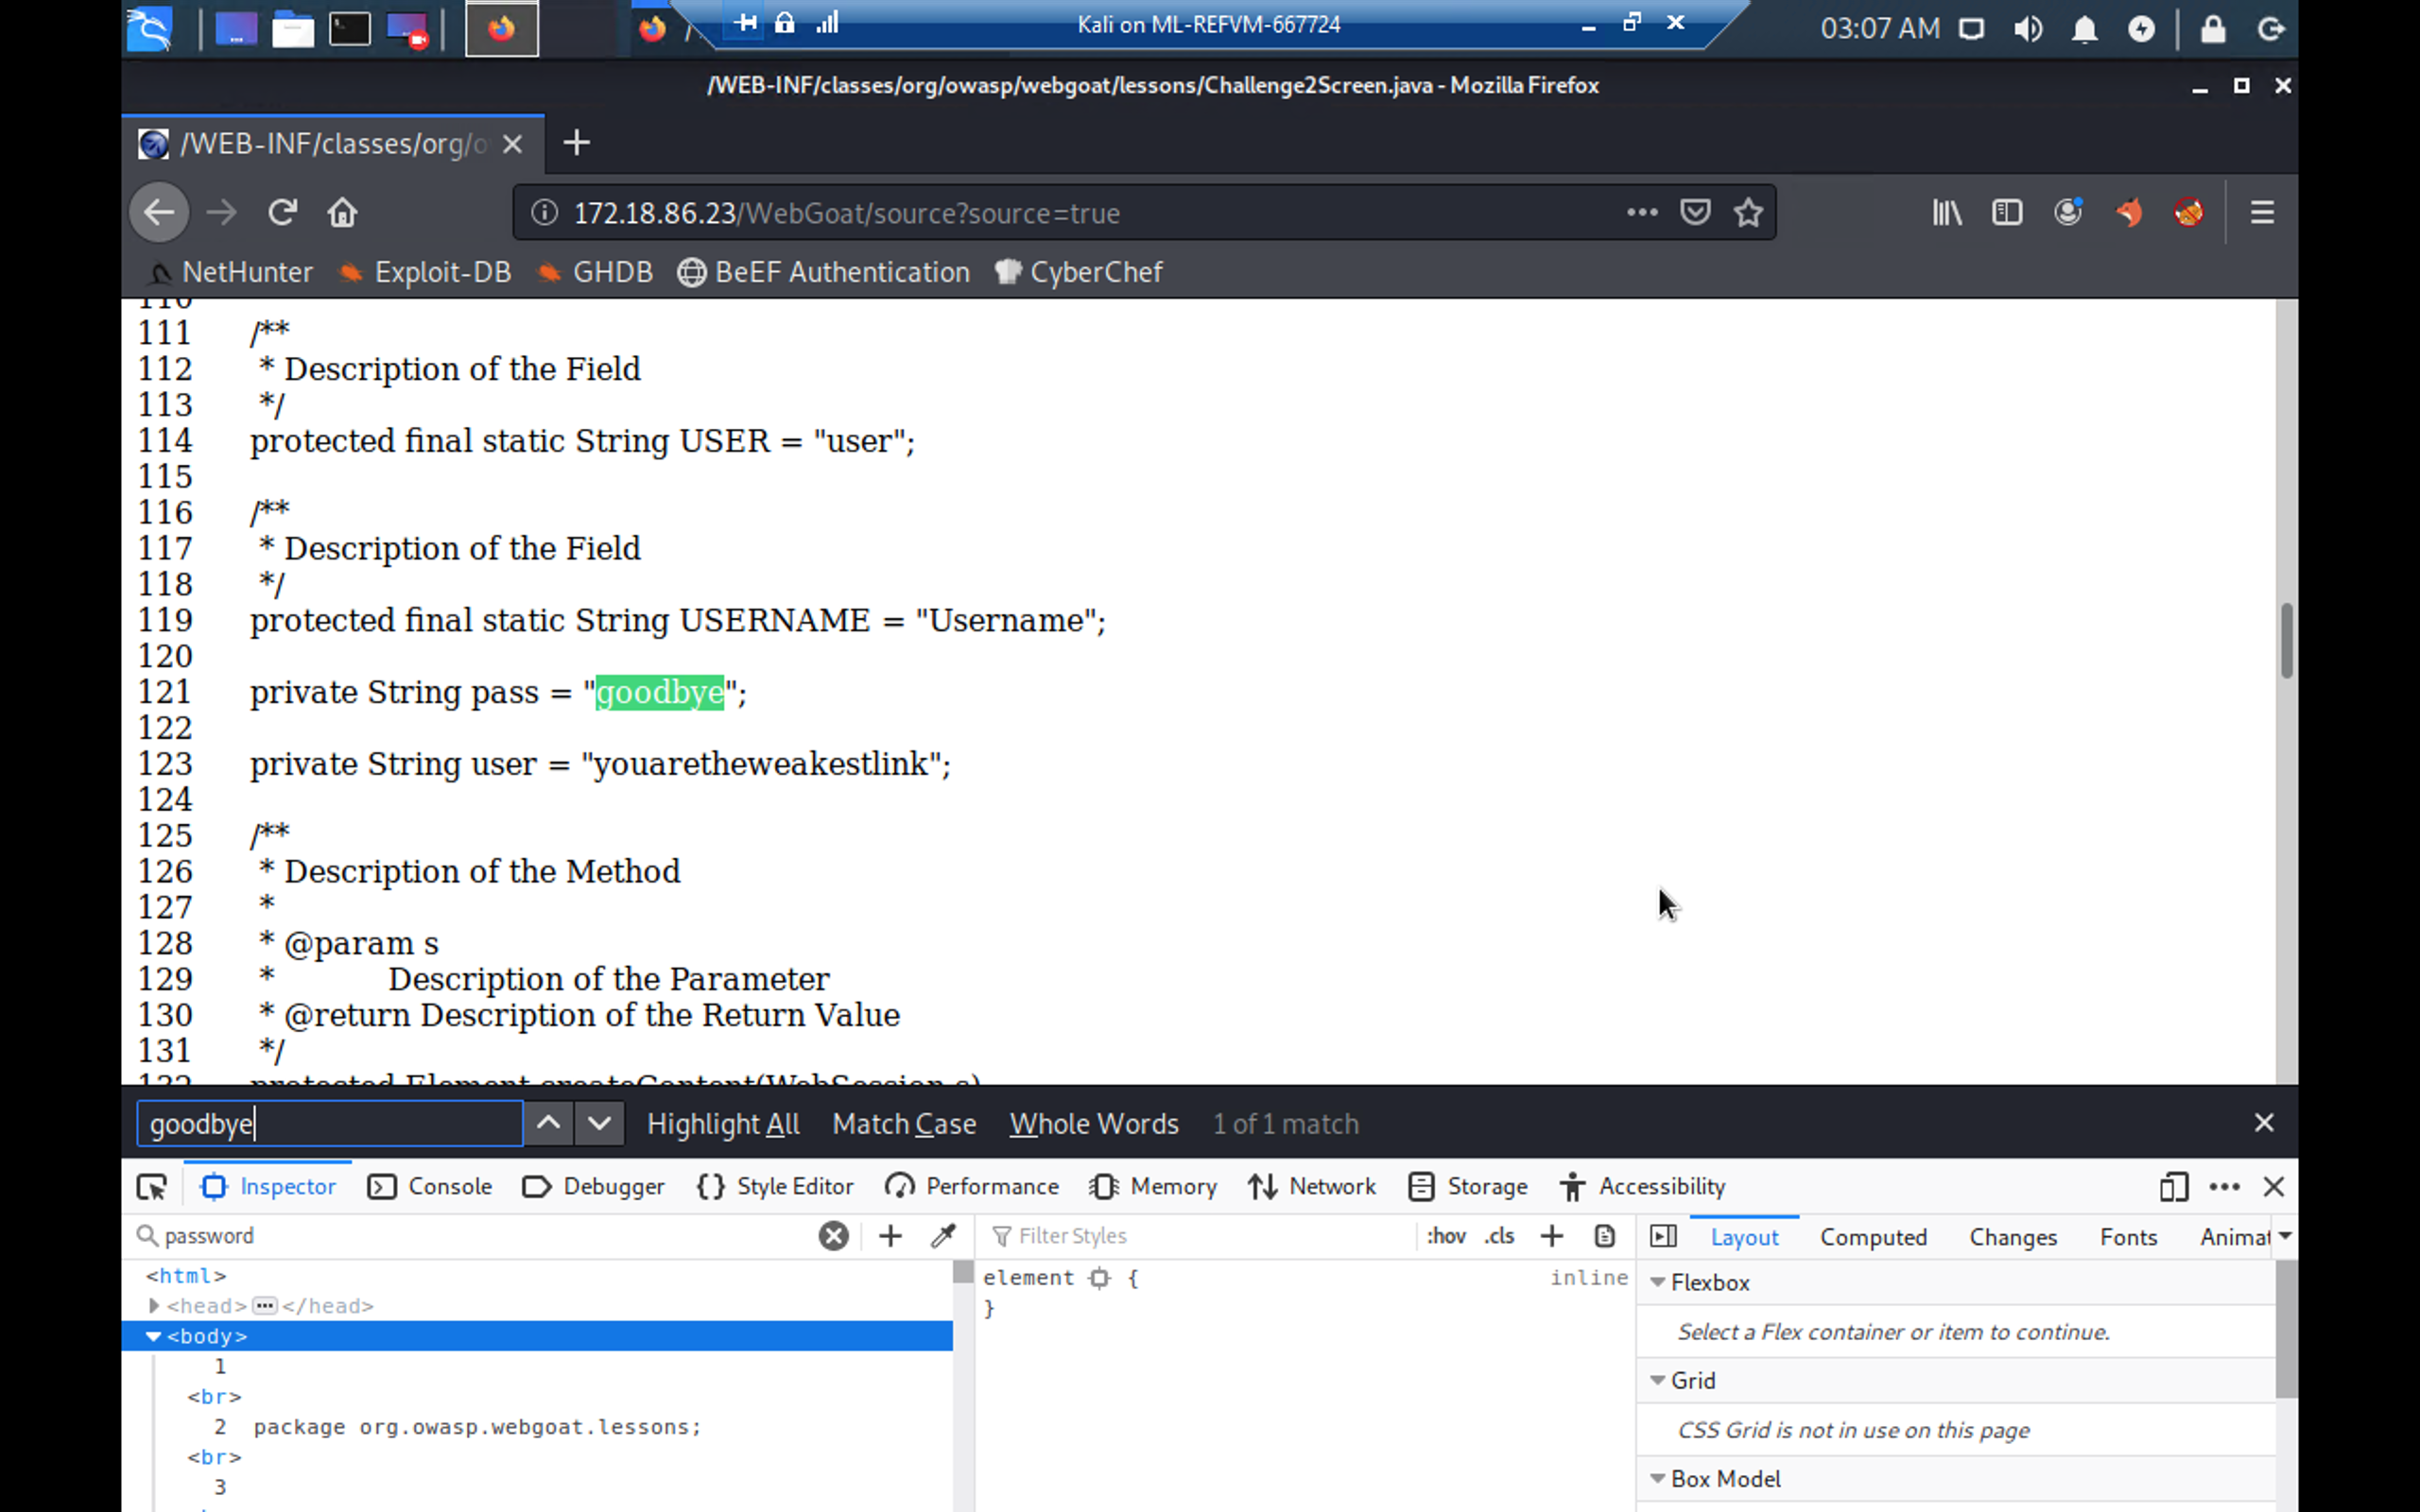 Kali on ML-REFVM-667724
03:07 AM
/WEB-INF/classes/org/owasp/webgoat/lessons/Challenge2Screen.java - Mozilla Firefox
/WEB-INF/classes/org/o
172.18.86.23/WebGoat/source?source=true
NetHunter Exploit-DB GHDB BeEF Authentication CyberChef
110
111 /**
112 * Description of the Field
113 */
114 protected final static String USER = "user";
115
116 /**
117 * Description of the Field
118 */
119 protected final static String USERNAME = "Username";
120
121 private String pass = "goodbye";
122
123 private String user = "youaretheweakestlink";
124
125 /**
126 * Description of the Method
127 *
128 * @param s
129 * Description of the Parameter
130 * @return Description of the Return Value
131 */
132 protected Element createContent(WebSession s)
goodbye Highlight All Match Case Whole Words 1 of 1 match
Inspector Console Debugger Style Editor Performance Memory Network Storage Accessibility
password Filter Styles :hov .cls Layout Computed Changes Fonts Animat
<html>
<head> </head>
<body>
1
<br>
2 package org.owasp.webgoat.lessons;
<br>
3
element {
inline
}
Flexbox
Select a Flex container or item to continue.
Grid
CSS Grid is not in use on this page
Box Model